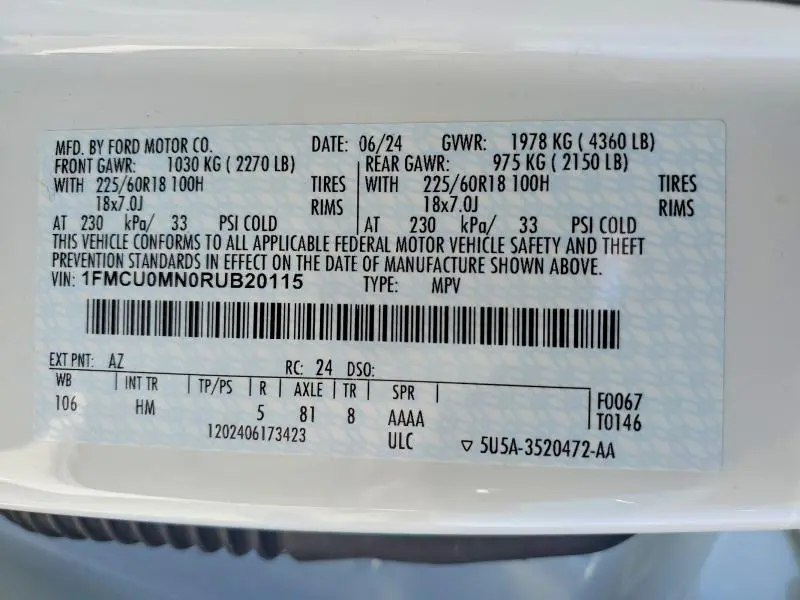 MFD. BY FORD MOTOR CO. DATE: 06/24 GVWR: 1978 KG ( 4360 LB)
FRONT GAWR: 1030 KG ( 2270 LB) REAR GAWR: 975 KG ( 2150 LB)
WITH 225/60R18 100H TIRES WITH 225/60R18 100H TIRES
18x7.0J RIMS 18x7.0J RIMS
AT 230 kPa/ 33 PSI COLD AT 230 kPa/ 33 PSI COLD
THIS VEHICLE CONFORMS TO ALL APPLICABLE FEDERAL MOTOR VEHICLE SAFETY AND THEFT
PREVENTION STANDARDS IN EFFECT ON THE DATE OF MANUFACTURE SHOWN ABOVE.
VIN: 1FMCU0MN0RUB20115 TYPE: MPV
EXT PNT: AZ RC: 24 DSO:
WB INT TR TP/PS R AXLE TR SPR F0067
106 HM 5 81 8 AAAA T0146
1202406173423 ULC ▽ 5U5A-3520472-AA